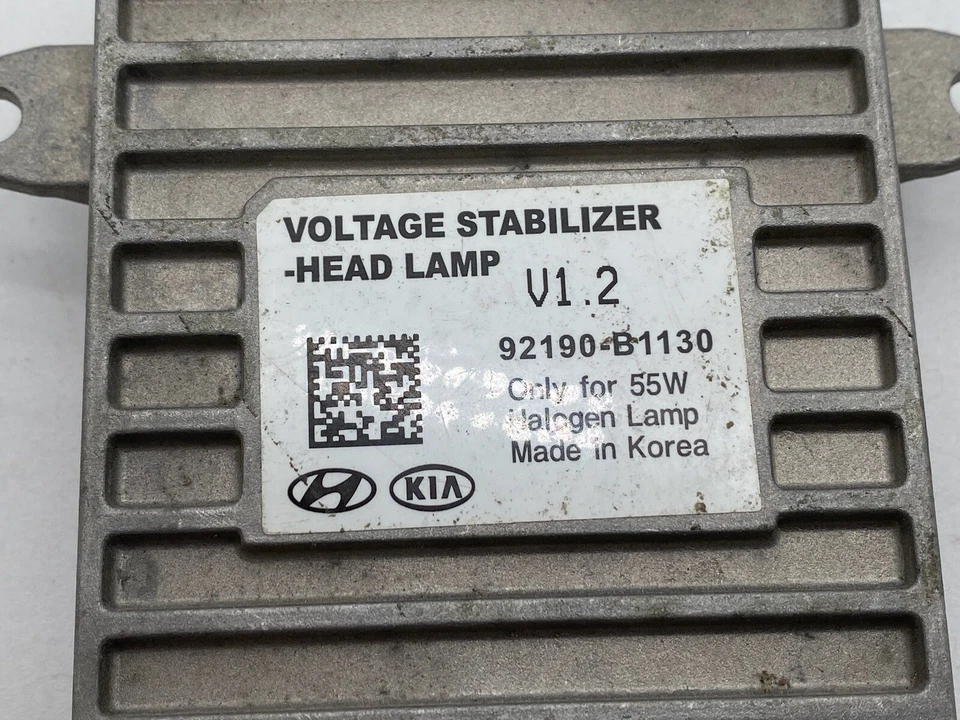 VOLTAGE STABILIZER
-HEAD LAMP
V1.2
92190-B1130
Only for 55W
Halogen Lamp
Made in Korea
KIA